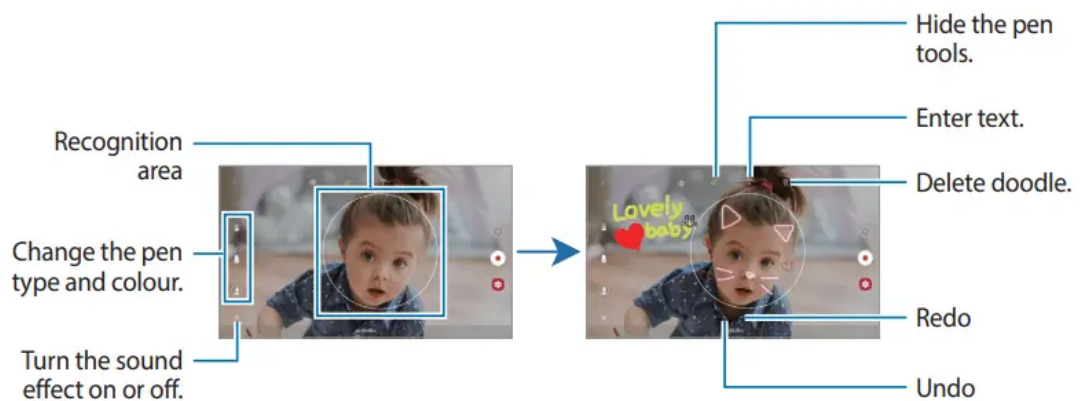 Hide the pen
tools.
Enter text.
Recognition
area
Delete doodle.
Change the pen
type and colour.
Lovely
baby
Redo
Turn the sound
effect on or off.
Undo